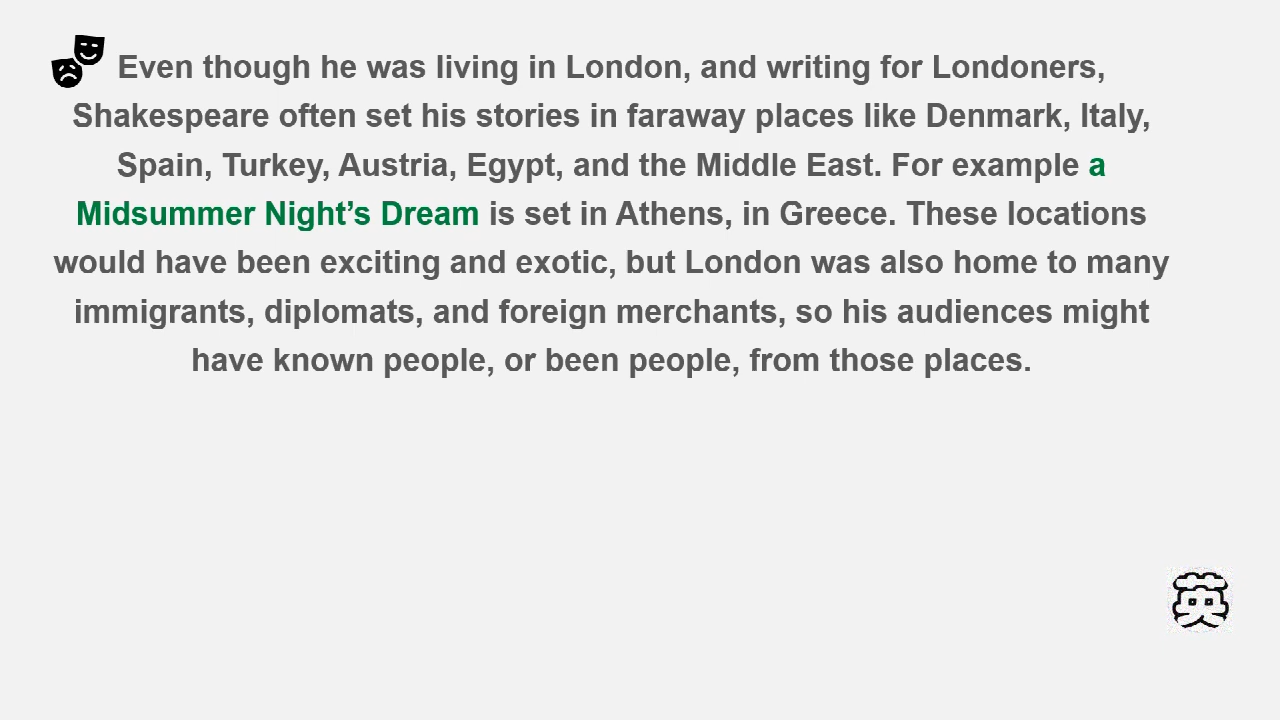 Even though he was living in London, and writing for Londoners,
Shakespeare often set his stories in faraway places like Denmark, Italy,
Spain, Turkey, Austria, Egypt, and the Middle East. For example a
Midsummer Night’s Dream is set in Athens, in Greece. These locations
would have been exciting and exotic, but London was also home to many
immigrants, diplomats, and foreign merchants, so his audiences might
have known people, or been people, from those places.
英